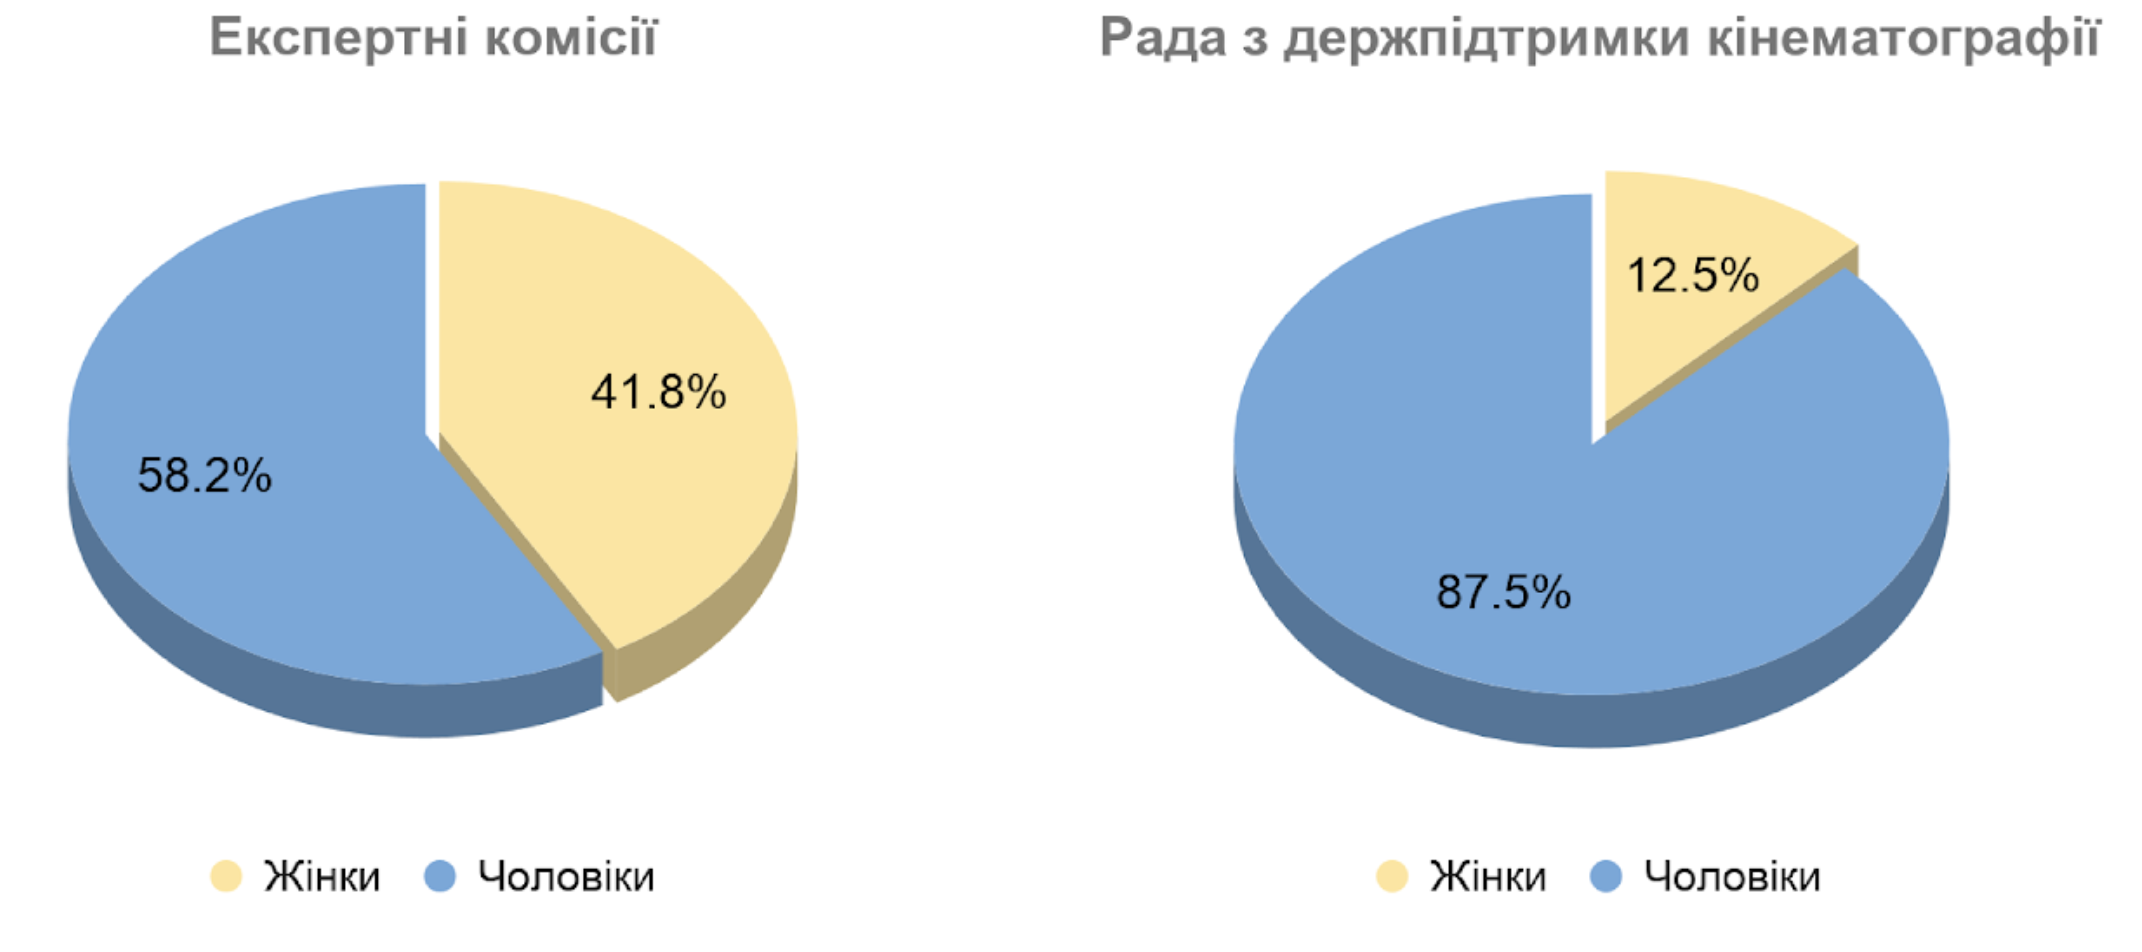 Експертні комісії
41.8%
58.2%
Жінки
Чоловіки
Рада з держпідтримки кінематографії
12.5%
87.5%
Жінки
Чоловіки